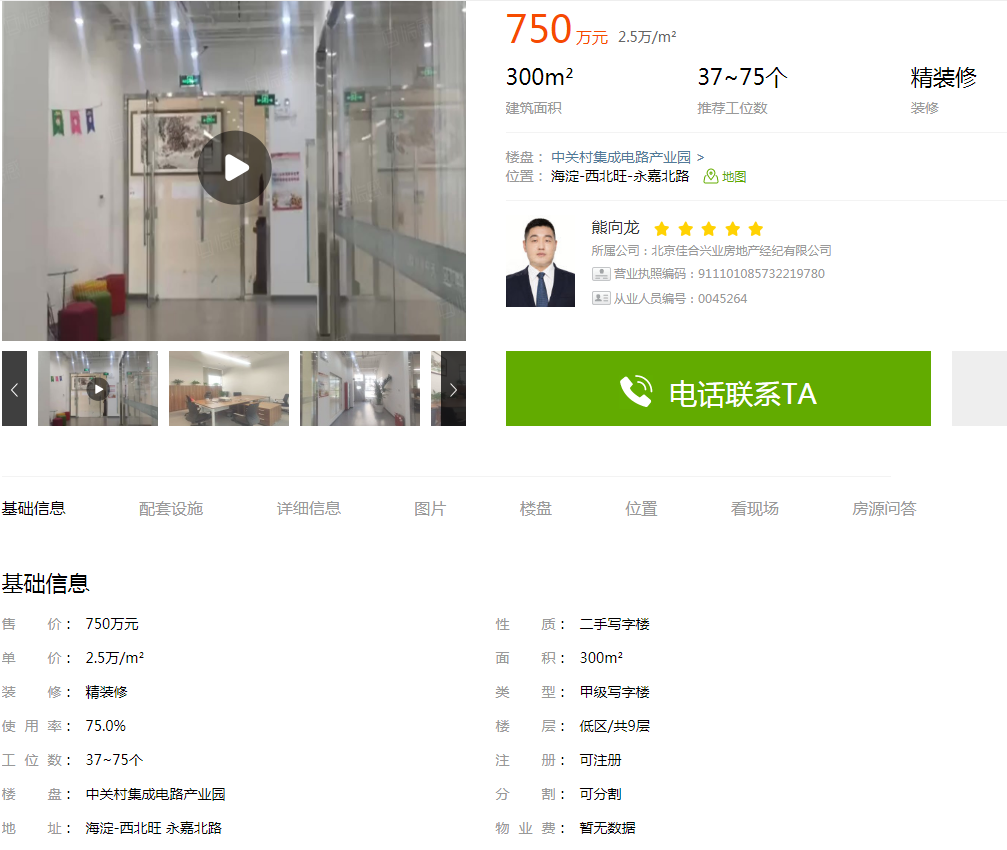 750 万元 2.5万/m²
300m² 37~75个 精装修
建筑面积 推荐工位数 装修
楼盘： 中关村集成电路产业园 >
位置： 海淀-西北旺-永嘉北路 地图
熊向龙
所属公司：北京佳合兴业房地产经纪有限公司
营业执照编码：911101085732219780
从业人员编号：0045264
电话联系TA
基础信息 配套设施 详细信息 图片 楼盘 位置 看现场 房源问答
基础信息
售价： 750万元 性质： 二手写字楼
单价： 2.5万/m² 面积： 300m²
装修： 精装修 类型： 甲级写字楼
使用率： 75.0% 楼层： 低区/共9层
工位数： 37~75个 注册： 可注册
楼盘： 中关村集成电路产业园 分割： 可分割
地址： 海淀-西北旺 永嘉北路 物业费： 暂无数据